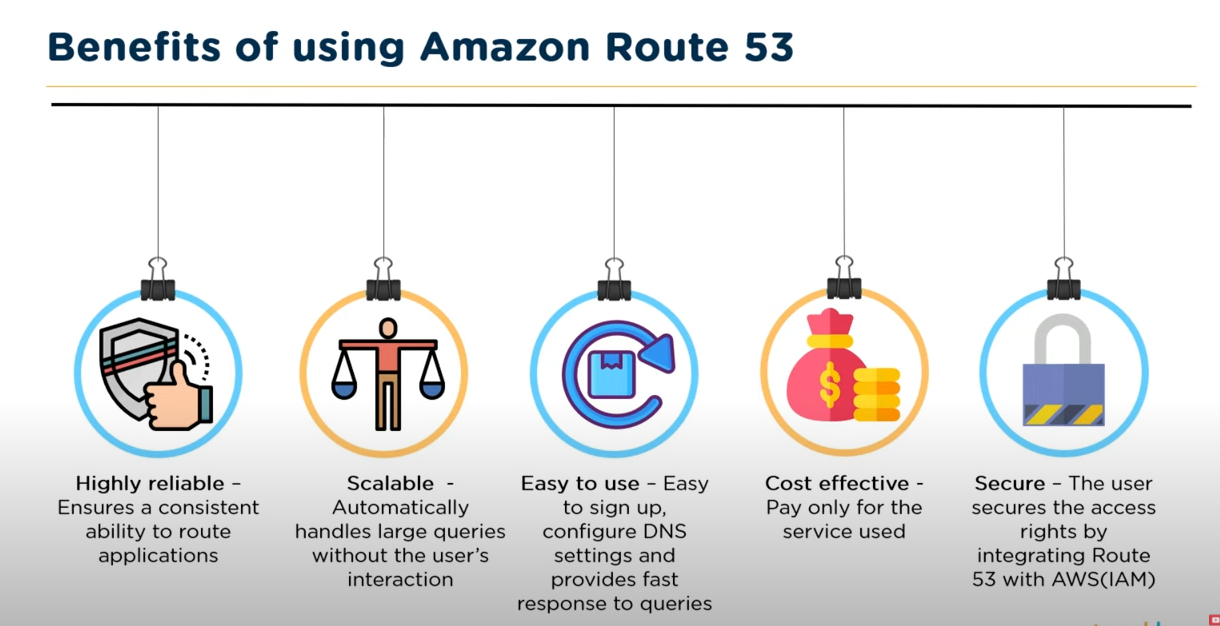 Benefits of using Amazon Route 53
Highly reliable –
Ensures a consistent
ability to route
applications
Scalable -
Automatically
handles large queries
without the user's
interaction
Easy to use – Easy
to sign up,
configure DNS
settings and
provides fast
response to queries
Cost effective -
Pay only for the
service used
Secure – The user
secures the access
rights by
integrating Route
53 with AWS(IAM)
$